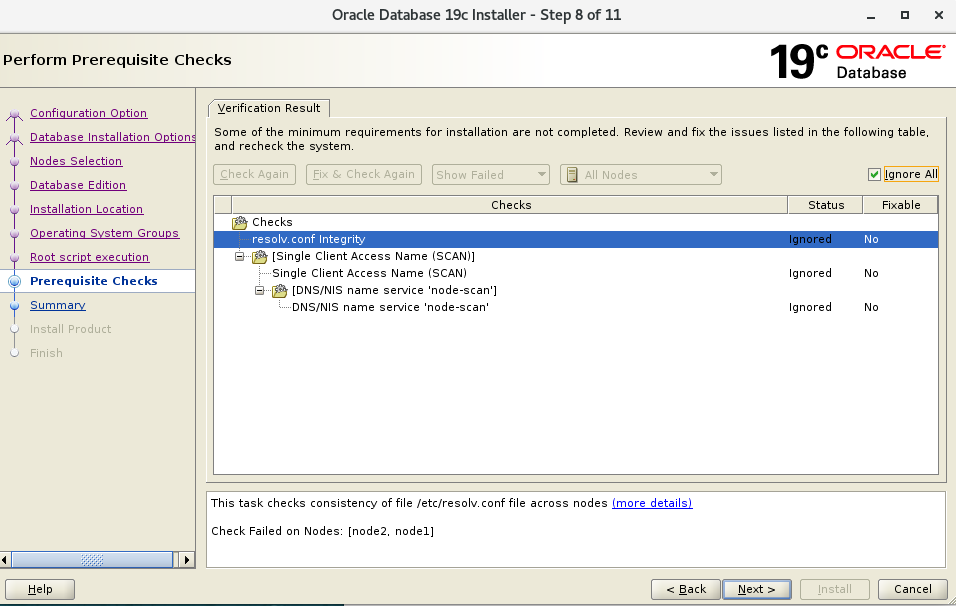 Oracle Database 19c Installer - Step 8 of 11
Perform Prerequisite Checks
19c ORACLE
Database
Configuration Option
Database Installation Options
Nodes Selection
Database Edition
Installation Location
Operating System Groups
Root script execution
Prerequisite Checks
Summary
Install Product
Finish
Verification Result
Some of the minimum requirements for installation are not completed. Review and fix the issues listed in the following table,
and recheck the system.
Check Again Fix & Check Again Show Failed All Nodes Ignore All
Checks Status Fixable
Checks
resolv.conf Integrity Ignored No
[Single Client Access Name (SCAN)]
Single Client Access Name (SCAN) Ignored No
[DNS/NIS name service 'node-scan']
DNS/NIS name service 'node-scan' Ignored No
This task checks consistency of file /etc/resolv.conf file across nodes (more details)
Check Failed on Nodes: [node2, node1]
Help < Back Next > Install Cancel